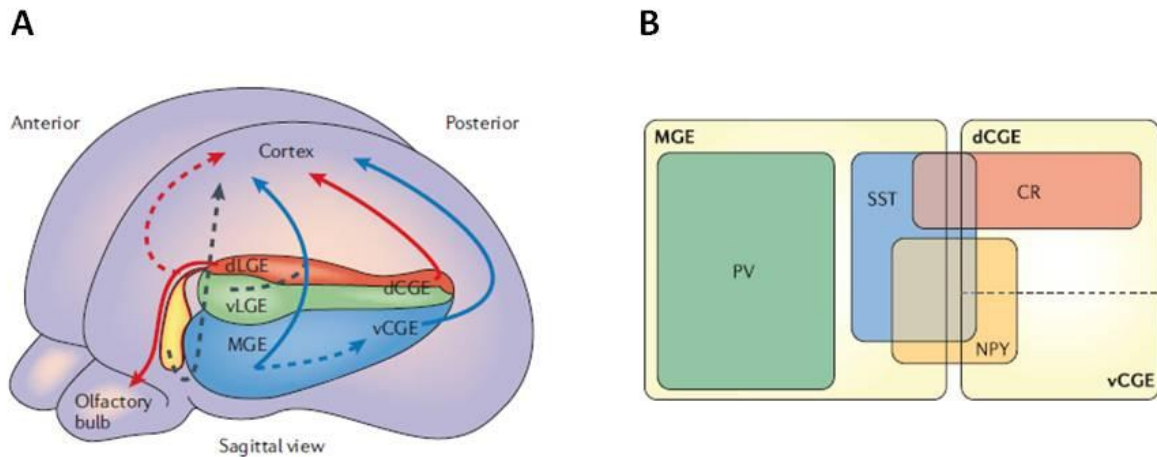 A
B
Anterior
Posterior
Cortex
dLGE
vLGE
dCGE
MGE
vCGE
Olfactory
bulb
Sagittal view
MGE
dCGE
SST
CR
PV
NPY
vCGE